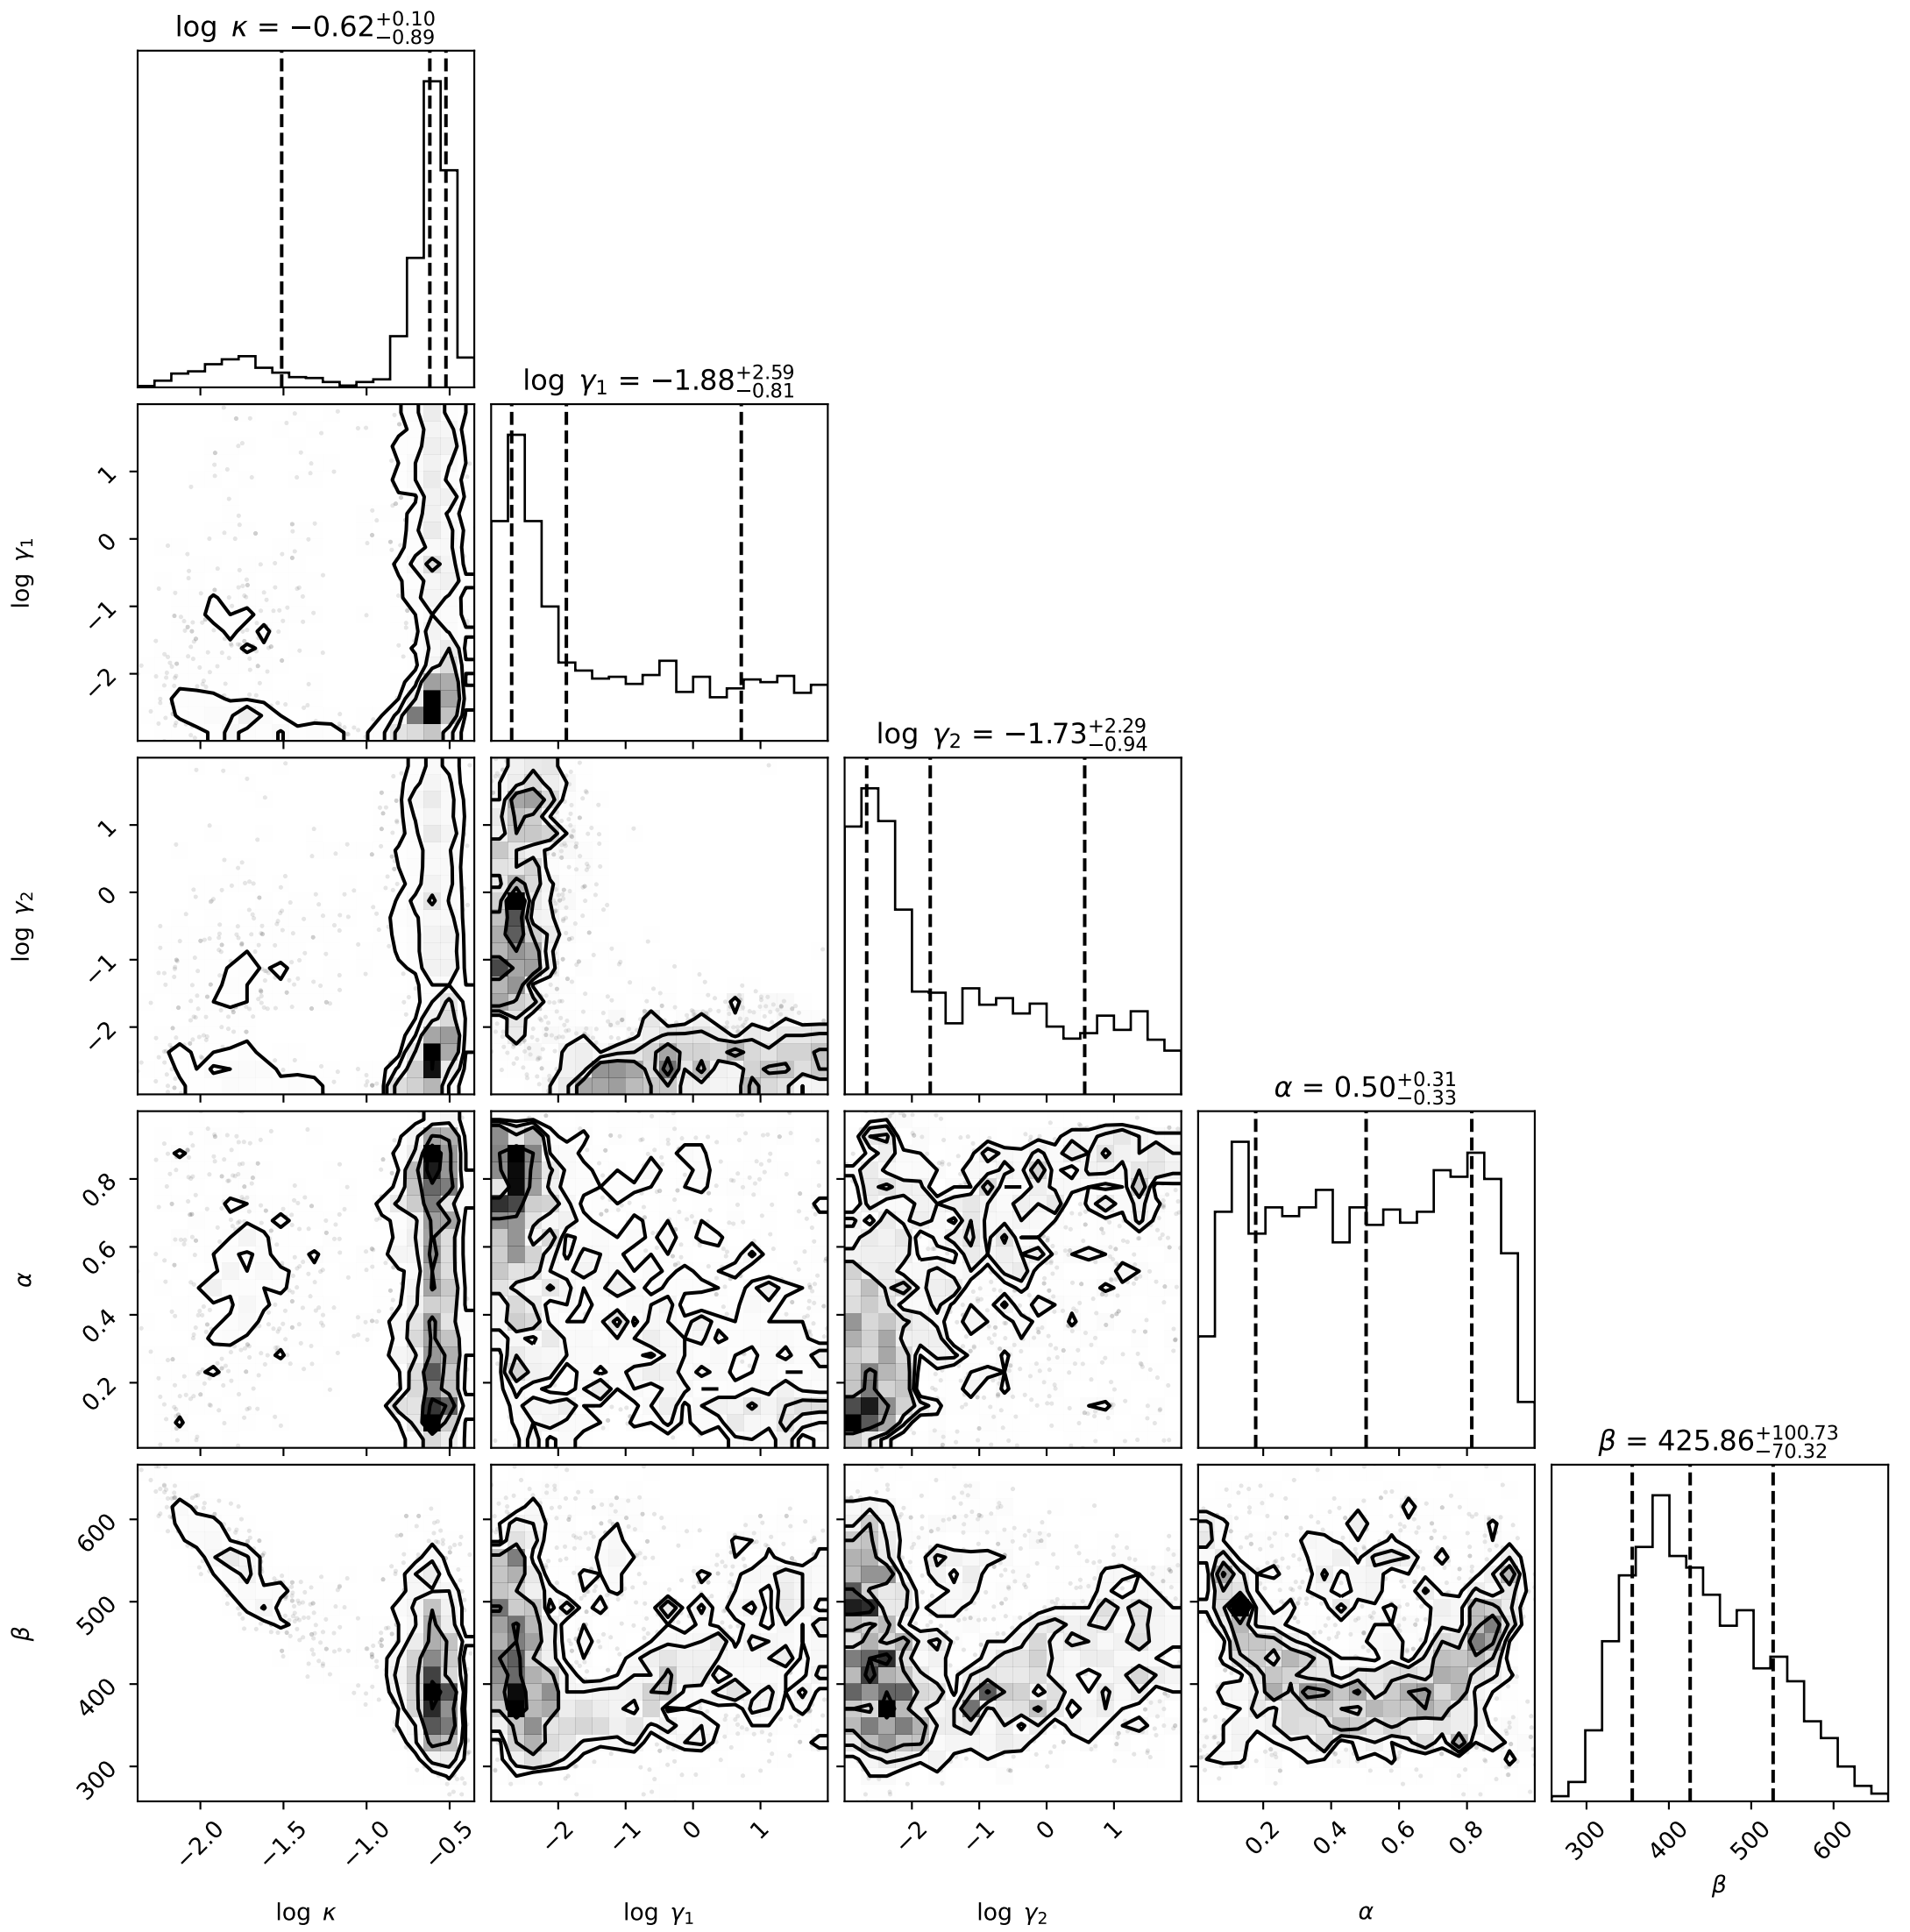 log κ = −0.62^{+0.10}_{−0.89}
log γ₁ = −1.88^{+2.59}_{−0.81}
1
0
−1
−2
log γ₁
log γ₂ = −1.73^{+2.29}_{−0.94}
1
0
−1
−2
log γ₂
α = 0.50^{+0.31}_{−0.33}
0.8
0.6
0.4
0.2
α
β = 425.86^{+100.73}_{−70.32}
600
500
400
300
β
−2.0 −1.5 −1.0 −0.5
log κ
−2 −1 0 1
log γ₁
−2 −1 0 1
log γ₂
0.2 0.4 0.6 0.8
α
300 400 500 600
β